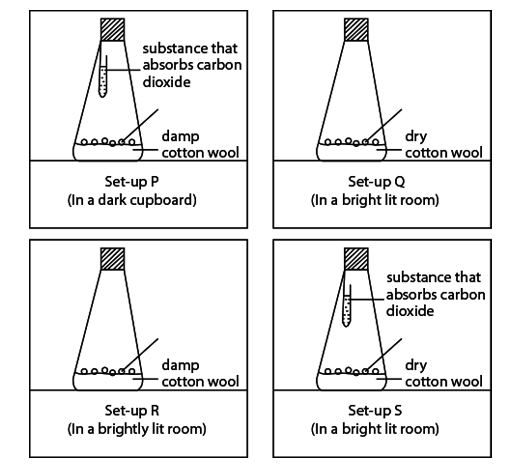 substance that
absorbs carbon
dioxide
damp
cotton wool
Set-up P
(In a dark cupboard)
dry
cotton wool
Set-up Q
(In a bright lit room)
damp
cotton wool
Set-up R
(In a brightly lit room)
substance that
absorbs carbon
dioxide
dry
cotton wool
Set-up S
(In a bright lit room)